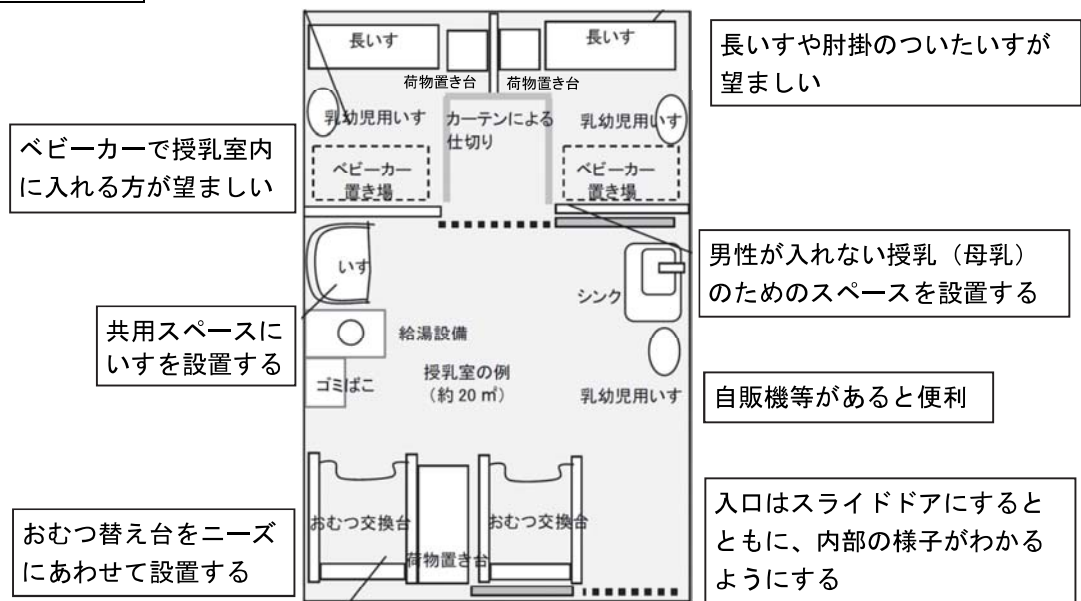 長いす
長いす
荷物置き台
荷物置き台
長いすや肘掛のついたいすが
望ましい
乳幼児用いす
カーテンによる
仕切り
乳幼児用いす
ベビーカーで授乳室内
に入れる方が望ましい
ベビーカー
置き場
ベビーカー
置き場
男性が入れない授乳（母乳）
のためのスペースを設置する
いす
シンク
共用スペースに
いすを設置する
給湯設備
ゴミばこ
授乳室の例
（約 20 ㎡）
乳幼児用いす
自販機等があると便利
おむつ替え台をニーズ
にあわせて設置する
おむつ交換台
おむつ交換台
荷物置き台
入口はスライドドアにすると
ともに、内部の様子がわかる
ようにする